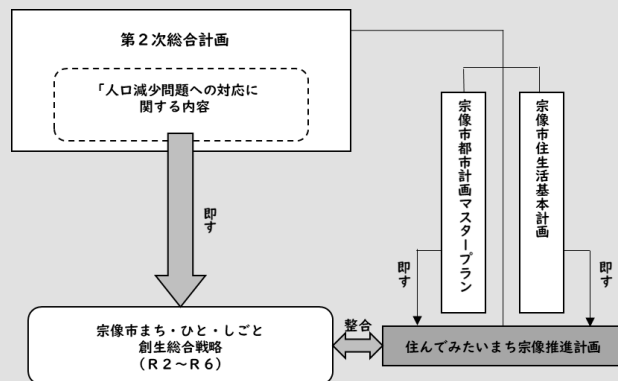 第２次総合計画
「人口減少問題への対応に
関する内容
即す
宗像市まち・ひと・しごと
創生総合戦略
（Ｒ２～Ｒ６）
整合
宗像市都市計画マスタープラン
宗像市住生活基本計画
即す
即す
住んでみたいまち宗像推進計画